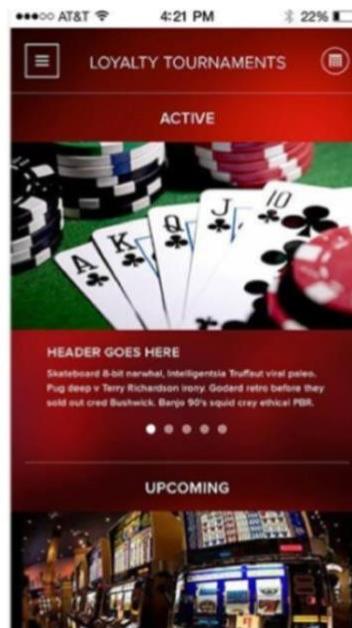 AT&T 4:21 PM 22%
LOYALTY TOURNAMENTS
ACTIVE
A K Q J 10
HEADER GOES HERE
Skateboard 8-bit narwhal, Intelligentsia Truffaut viral paleo.
Pug deep v Terry Richardson irony. Godard retro before they
sold out cred Bushwick. Banjo 90's squid cray ethical PBR.
UPCOMING